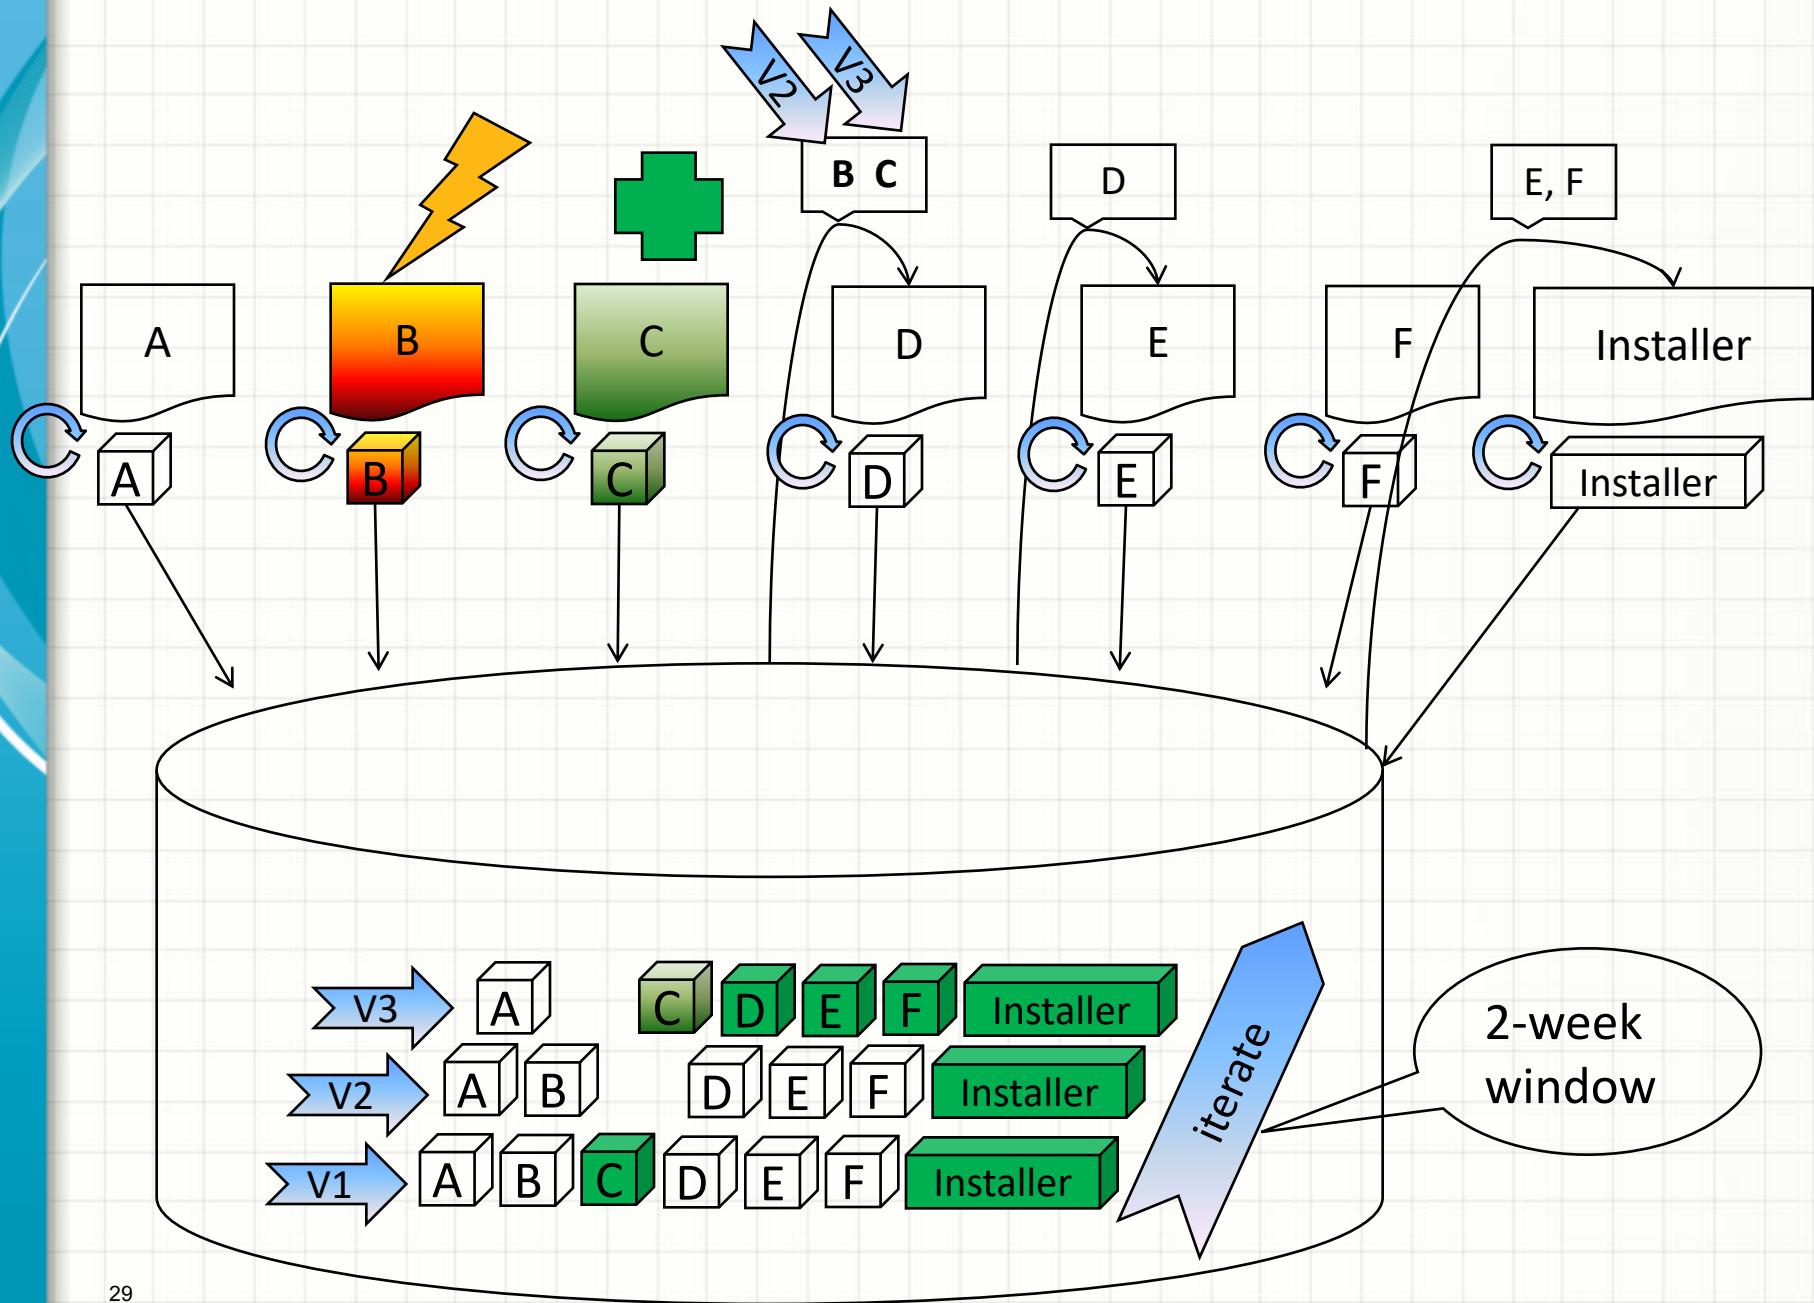 V2 V3
B C
D
E, F
A
B
C
D
E
F
Installer
A
B
C
D
E
F
Installer
V3 A C D E F Installer
V2 A B D E F Installer
V1 A B C D E F Installer
iterate
2-week
window
29